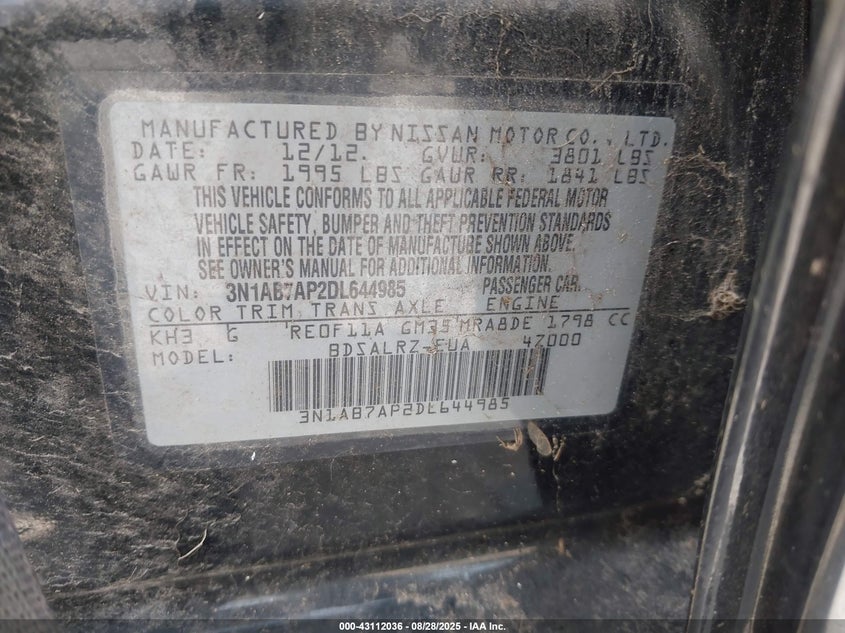 MANUFACTURED BY NISSAN MOTOR CO., LTD.
DATE: 12/12. GVWR: 3801 LBS
GAWR FR: 1995 LBS GAWR RR: 1841 LBS
THIS VEHICLE CONFORMS TO ALL APPLICABLE FEDERAL MOTOR
VEHICLE SAFETY, BUMPER AND THEFT PREVENTION STANDARDS
IN EFFECT ON THE DATE OF MANUFACTURE SHOWN ABOVE.
SEE OWNER'S MANUAL FOR ADDITIONAL INFORMATION.
VIN: 3N1AB7AP2DL644985 PASSENGER CAR.
COLOR TRIM TRANS AXLE ENGINE
KH3 G RE0F11A GM35 MRA8DE 1798 CC
MODEL: BDSALRZ-EUA 4Z000
3N1AB7AP2DL644985
000-43112036 - 08/28/2025 - IAA Inc.